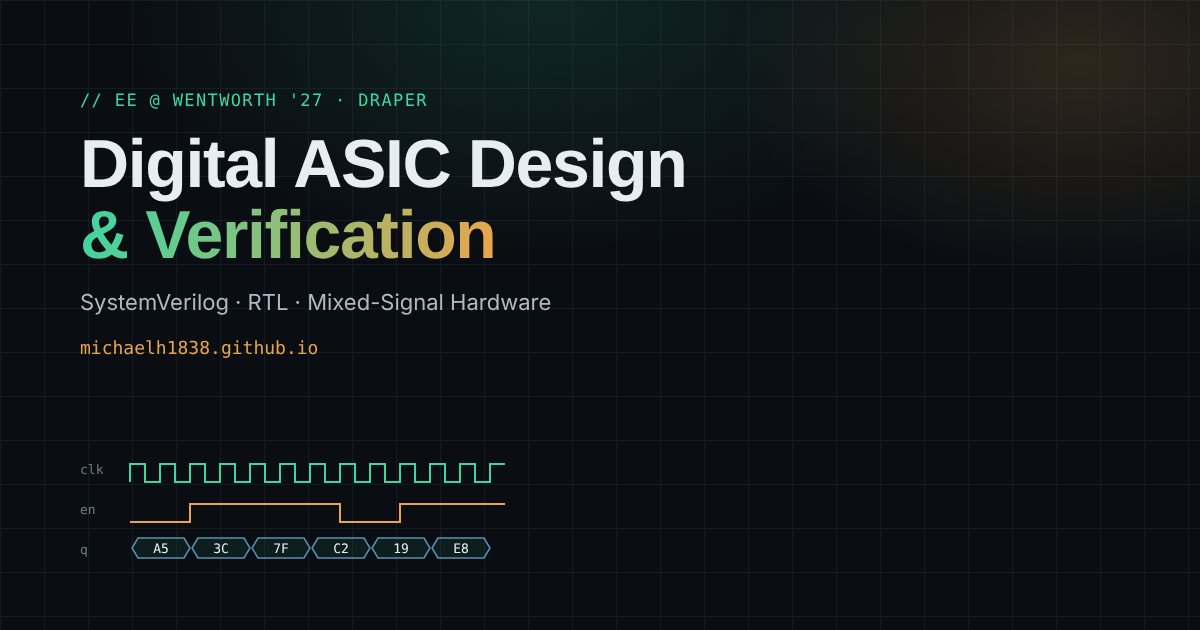 // EE @ WENTWORTH '27 · DRAPER
Digital ASIC Design
& Verification
SystemVerilog · RTL · Mixed-Signal Hardware
michaelh1838.github.io
clk
en
q A5 3C 7F C2 19 E8